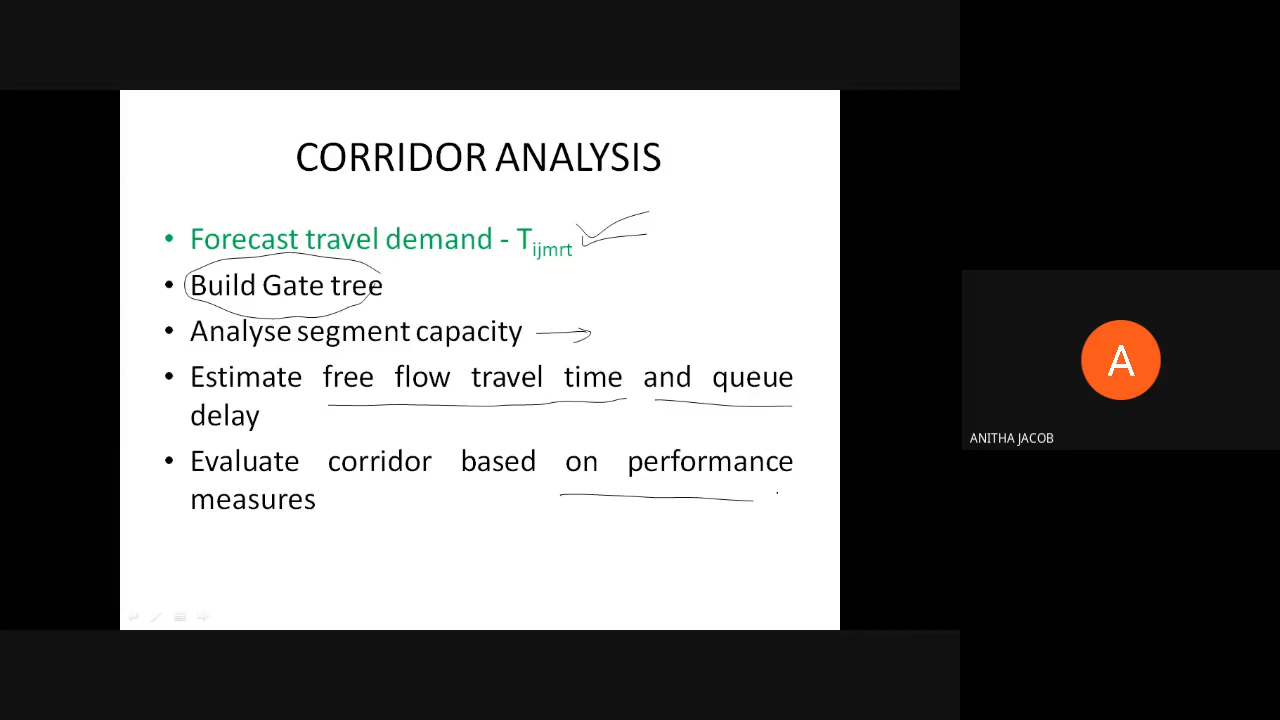 CORRIDOR ANALYSIS
• Forecast travel demand - Tijmrt
• Build Gate tree
• Analyse segment capacity
• Estimate free flow travel time and queue
delay
• Evaluate corridor based on performance
measures
A
ANITHA JACOB